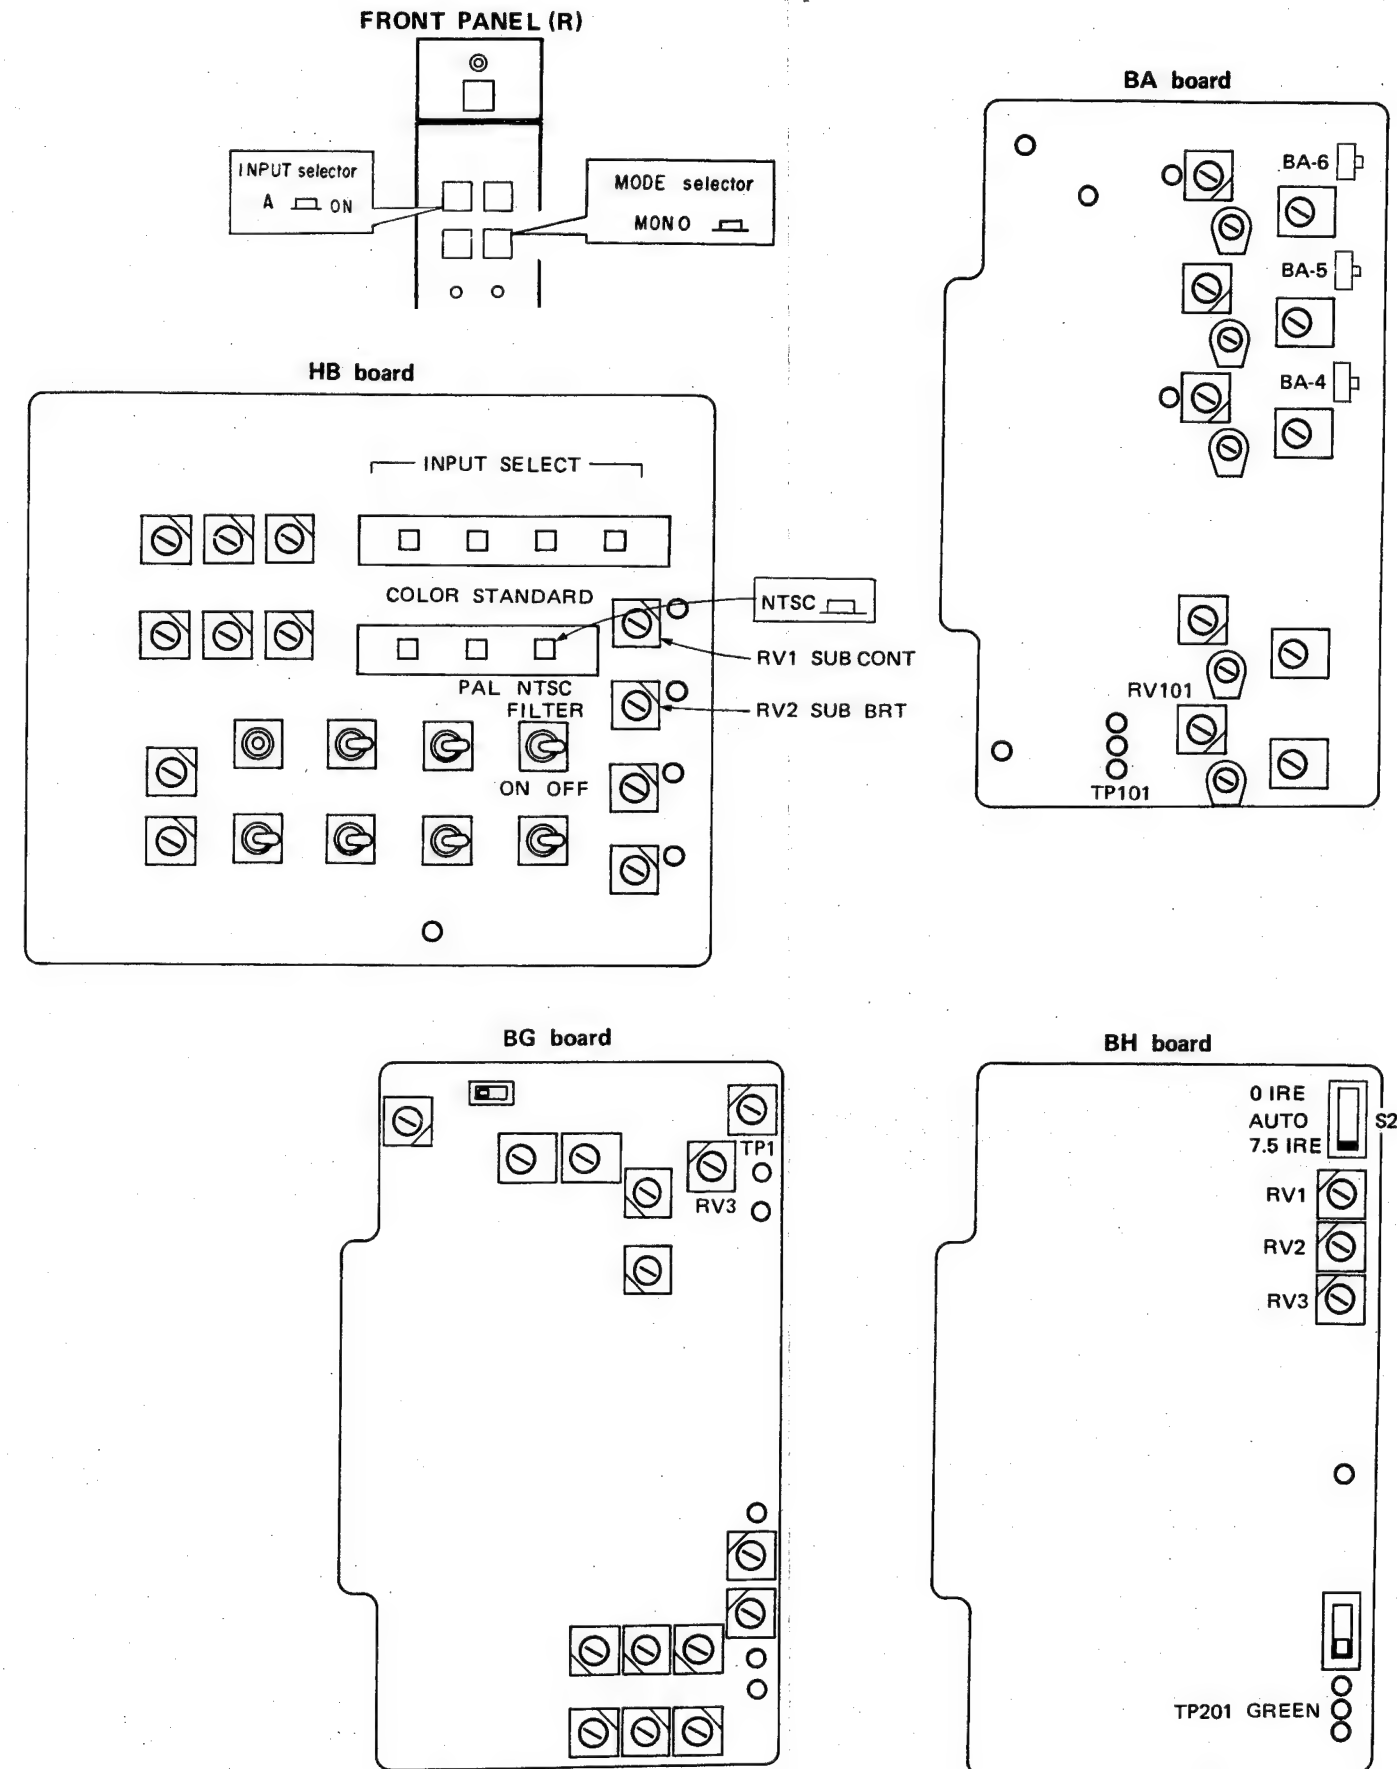 FRONT PANEL (R)
INPUT selector
A ON
MODE selector
MONO
BA board
BA-6
BA-5
BA-4
RV101
TP101
HB board
INPUT SELECT
COLOR STANDARD
NTSC
RV1 SUB CONT
PAL NTSC
FILTER
RV2 SUB BRT
ON OFF
BG board
TP1
RV3
BH board
0 IRE
AUTO
7.5 IRE
S2
RV1
RV2
RV3
TP201 GREEN